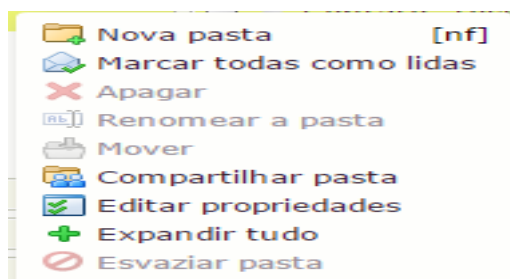 Nova pasta [nf]
Marcar todas como lidas
Apagar
Renomear a pasta
Mover
Compartilhar pasta
Editar propriedades
Expandir tudo
Esvaziar pasta